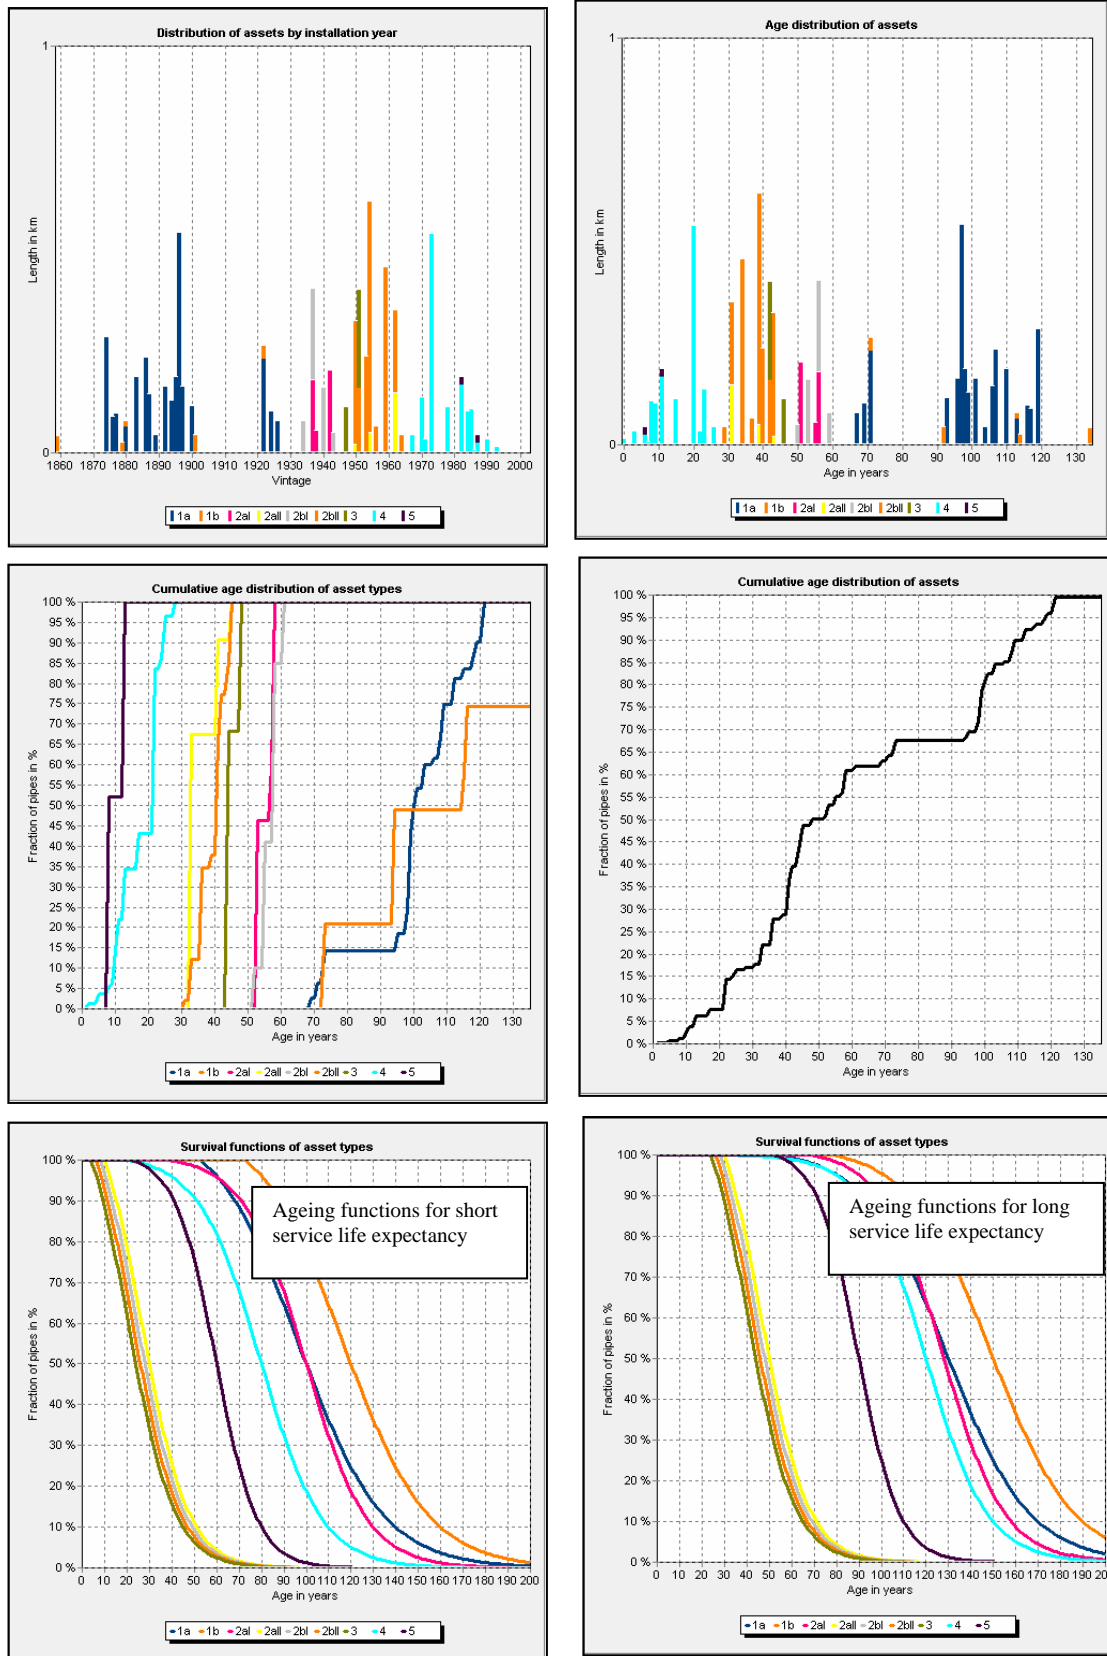 Distribution of assets by installation year
1
Length in km
0
1860 1870 1880 1890 1900 1910 1920 1930 1940 1950 1960 1970 1980 1990 2000
Vintage
1a 1b 2aI 2aII 2bI 2bII 3 4 5
Age distribution of assets
1
Length in km
0
0 10 20 30 40 50 60 70 80 90 100 110 120 130
Age in years
1a 1b 2aI 2aII 2bI 2bII 3 4 5
Cumulative age distribution of asset types
100 %
95 %
90 %
85 %
80 %
75 %
70 %
65 %
60 %
55 %
50 %
45 %
40 %
35 %
30 %
25 %
20 %
15 %
10 %
5 %
0 %
Fraction of pipes in %
0 10 20 30 40 50 60 70 80 90 100 110 120 130
Age in years
1a 1b 2aI 2aII 2bI 2bII 3 4 5
Cumulative age distribution of assets
100 %
95 %
90 %
85 %
80 %
75 %
70 %
65 %
60 %
55 %
50 %
45 %
40 %
35 %
30 %
25 %
20 %
15 %
10 %
5 %
0 %
Fraction of pipes in %
0 10 20 30 40 50 60 70 80 90 100 110 120 130
Age in years
Survival functions of asset types
100 %
90 %
80 %
70 %
60 %
50 %
40 %
30 %
20 %
10 %
0 %
Fraction of pipes in %
Ageing functions for short
service life expectancy
0 10 20 30 40 50 60 70 80 90 100 110 120 130 140 150 160 170 180 190 200
Age in years
1a 1b 2aI 2aII 2bI 2bII 3 4 5
Survival functions of asset types
100 %
90 %
80 %
70 %
60 %
50 %
40 %
30 %
20 %
10 %
0 %
Fraction of pipes in %
Ageing functions for long
service life expectancy
0 10 20 30 40 50 60 70 80 90 100 110 120 130 140 150 160 170 180 190 200
Age in years
1a 1b 2aI 2aII 2bI 2bII 3 4 5